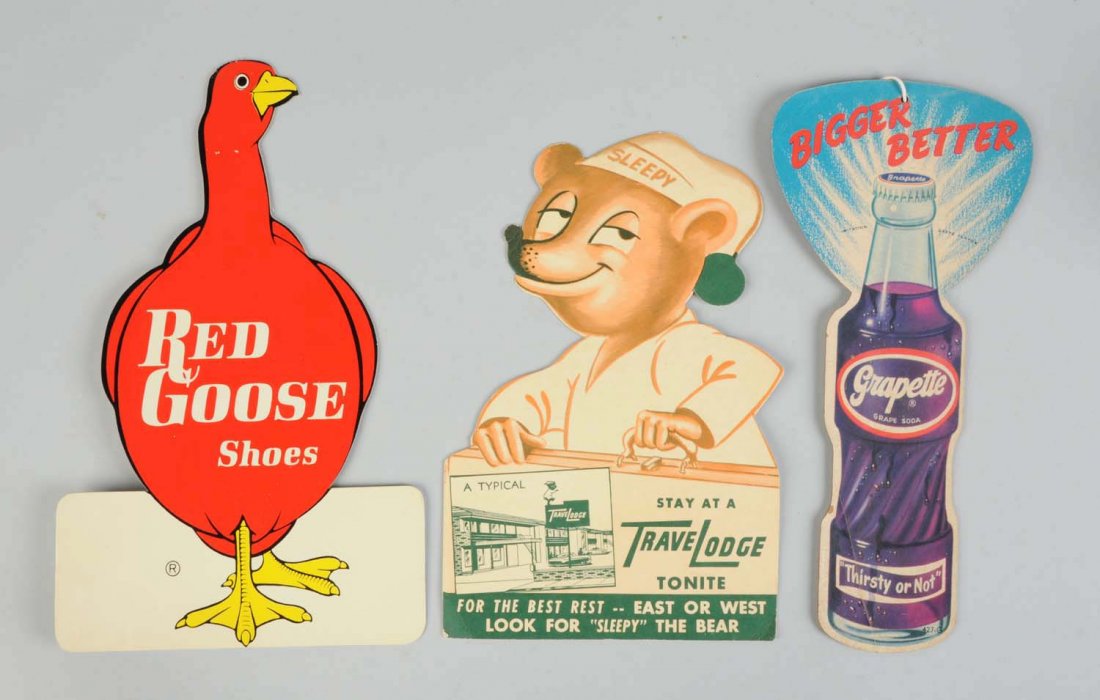 RED
GOOSE
Shoes
®
SLEEPY
A TYPICAL
TRAVELODGE
STAY AT A
TRAVELODGE
TONITE
FOR THE BEST REST -- EAST OR WEST
LOOK FOR "SLEEPY" THE BEAR
BIGGER
BETTER
Grapette
Grapette
®
GRAPE SODA
"Thirsty or Not"